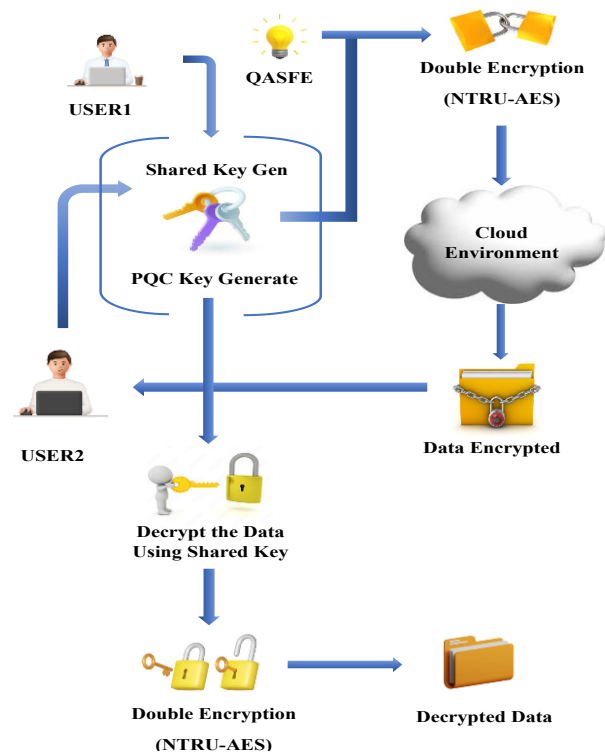 USER1
QASFE
Double Encryption
(NTRU-AES)
Shared Key Gen
PQC Key Generate
Cloud
Environment
USER2
Data Encrypted
Decrypt the Data
Using Shared Key
Double Encryption
(NTRU-AES)
Decrypted Data